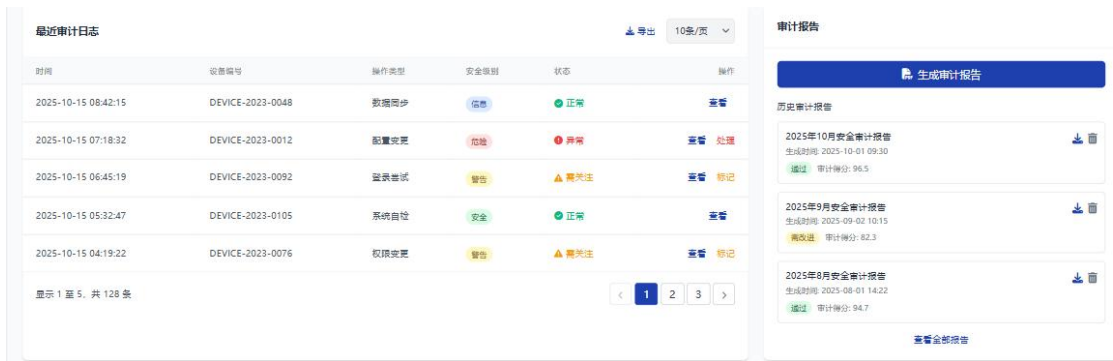 最近审计日志
导出 10条/页
时间 设备编号 操作类型 安全级别 状态 操作
2025-10-15 08:42:15 DEVICE-2023-0048 数据同步 信息 正常 查看
2025-10-15 07:18:32 DEVICE-2023-0012 配置变更 危险 异常 查看 处理
2025-10-15 06:45:19 DEVICE-2023-0092 登录尝试 警告 需关注 查看 标记
2025-10-15 05:32:47 DEVICE-2023-0105 系统自检 安全 正常 查看
2025-10-15 04:19:22 DEVICE-2023-0076 权限变更 警告 需关注 查看 标记
显示 1 至 5，共 128 条
1 2 3
审计报告
生成审计报告
历史审计报告
2025年10月安全审计报告
生成时间: 2025-10-01 09:30
通过 审计得分: 96.5
2025年9月安全审计报告
生成时间: 2025-09-02 10:15
需改进 审计得分: 82.3
2025年8月安全审计报告
生成时间: 2025-08-01 14:22
通过 审计得分: 94.7
查看全部报告